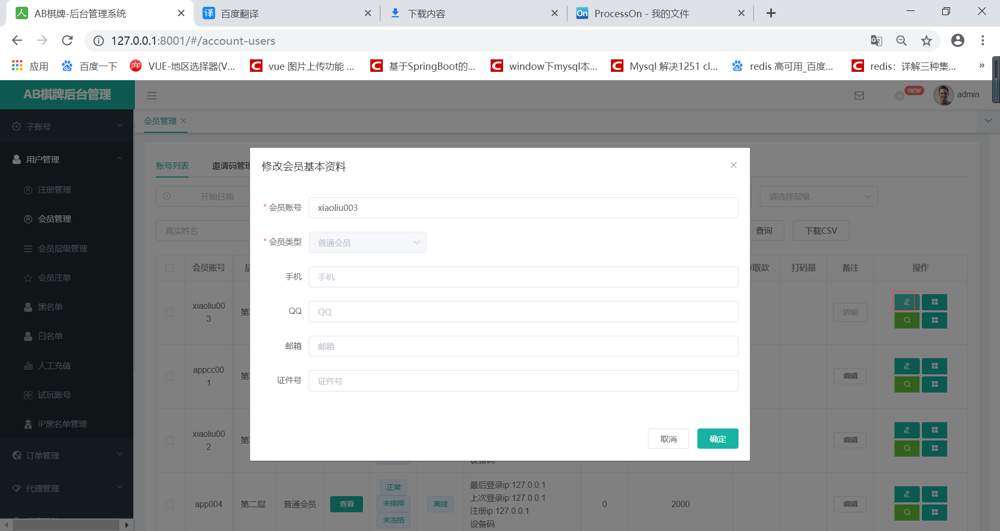 AB棋牌-后台管理系统
百度翻译
下载内容
ProcessOn - 我的文件
127.0.0.1:8001/#/account-users
应用
百度一下
VUE-地区选择器(V...
vue 图片上传功能 ...
基于SpringBoot的...
window下mysql本...
Mysql 解决1251 cl...
redis 高可用_百度...
redis：详解三种集...
»
AB棋牌后台管理
new
admin
子账号
会员管理
用户管理
账号列表
邀请码管理
修改会员基本资料
注册管理
开始日期
请选择层级
* 会员账号
xiaoliu003
会员管理
真实姓名
查询
下载CSV
* 会员类型
普通会员
会员层级管理
会员账号
取款
打码量
备注
操作
手机
手机
会员注单
xiaoliu00
3
第
请输
黑名单
QQ
QQ
白名单
邮箱
邮箱
人工充值
appcc00
1
第
编辑
证件号
证件号
试玩账号
IP黑名单管理
xiaoliu00
2
第
编辑
取消
确定
订单管理
设备码:
代理管理
app004
第二层
普通会员
查看
正常
未停押
未冻结
离线
最后登录ip:127.0.0.1
上次登录ip:127.0.0.1
注册ip:127.0.0.1
设备码:
0
2000
编辑